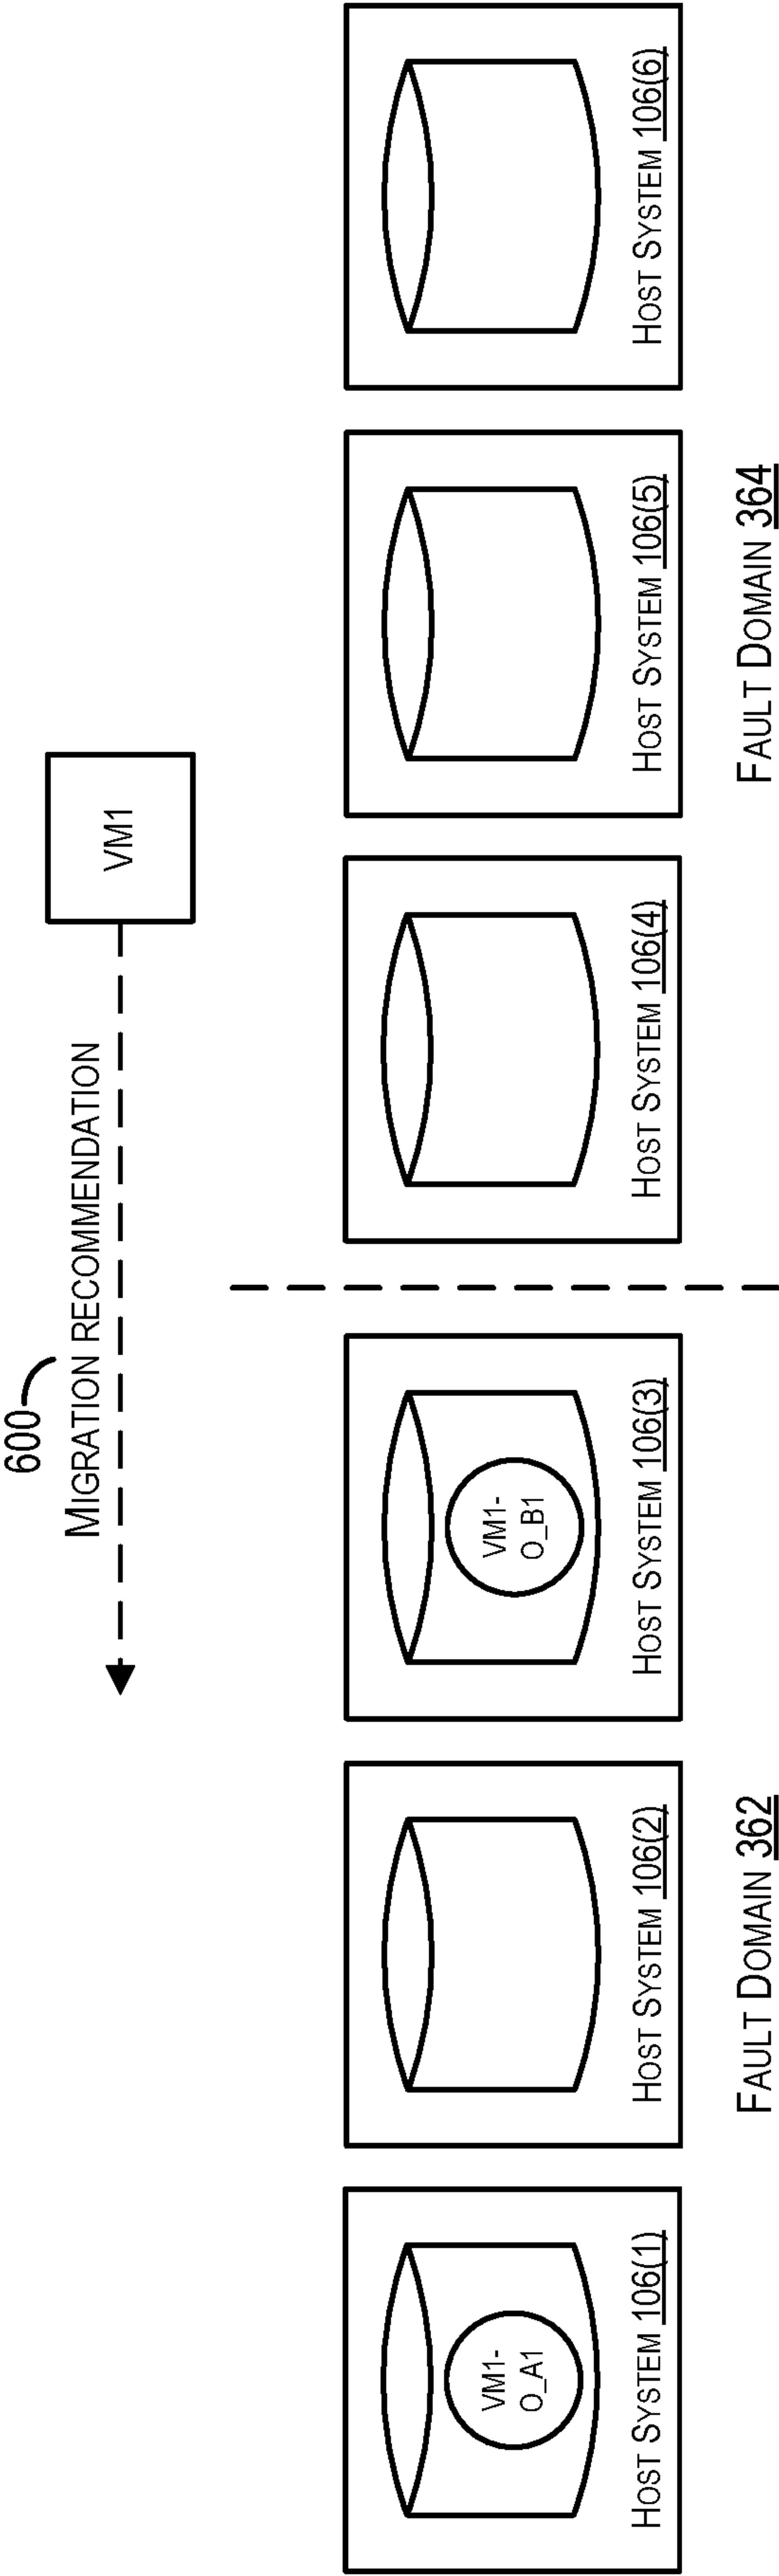 600
MIGRATION RECOMMENDATION
VM1
VM1-
O_A1
VM1-
O_B1
HOST SYSTEM 106(1)
HOST SYSTEM 106(2)
HOST SYSTEM 106(3)
HOST SYSTEM 106(4)
HOST SYSTEM 106(5)
HOST SYSTEM 106(6)
FAULT DOMAIN 362
FAULT DOMAIN 364